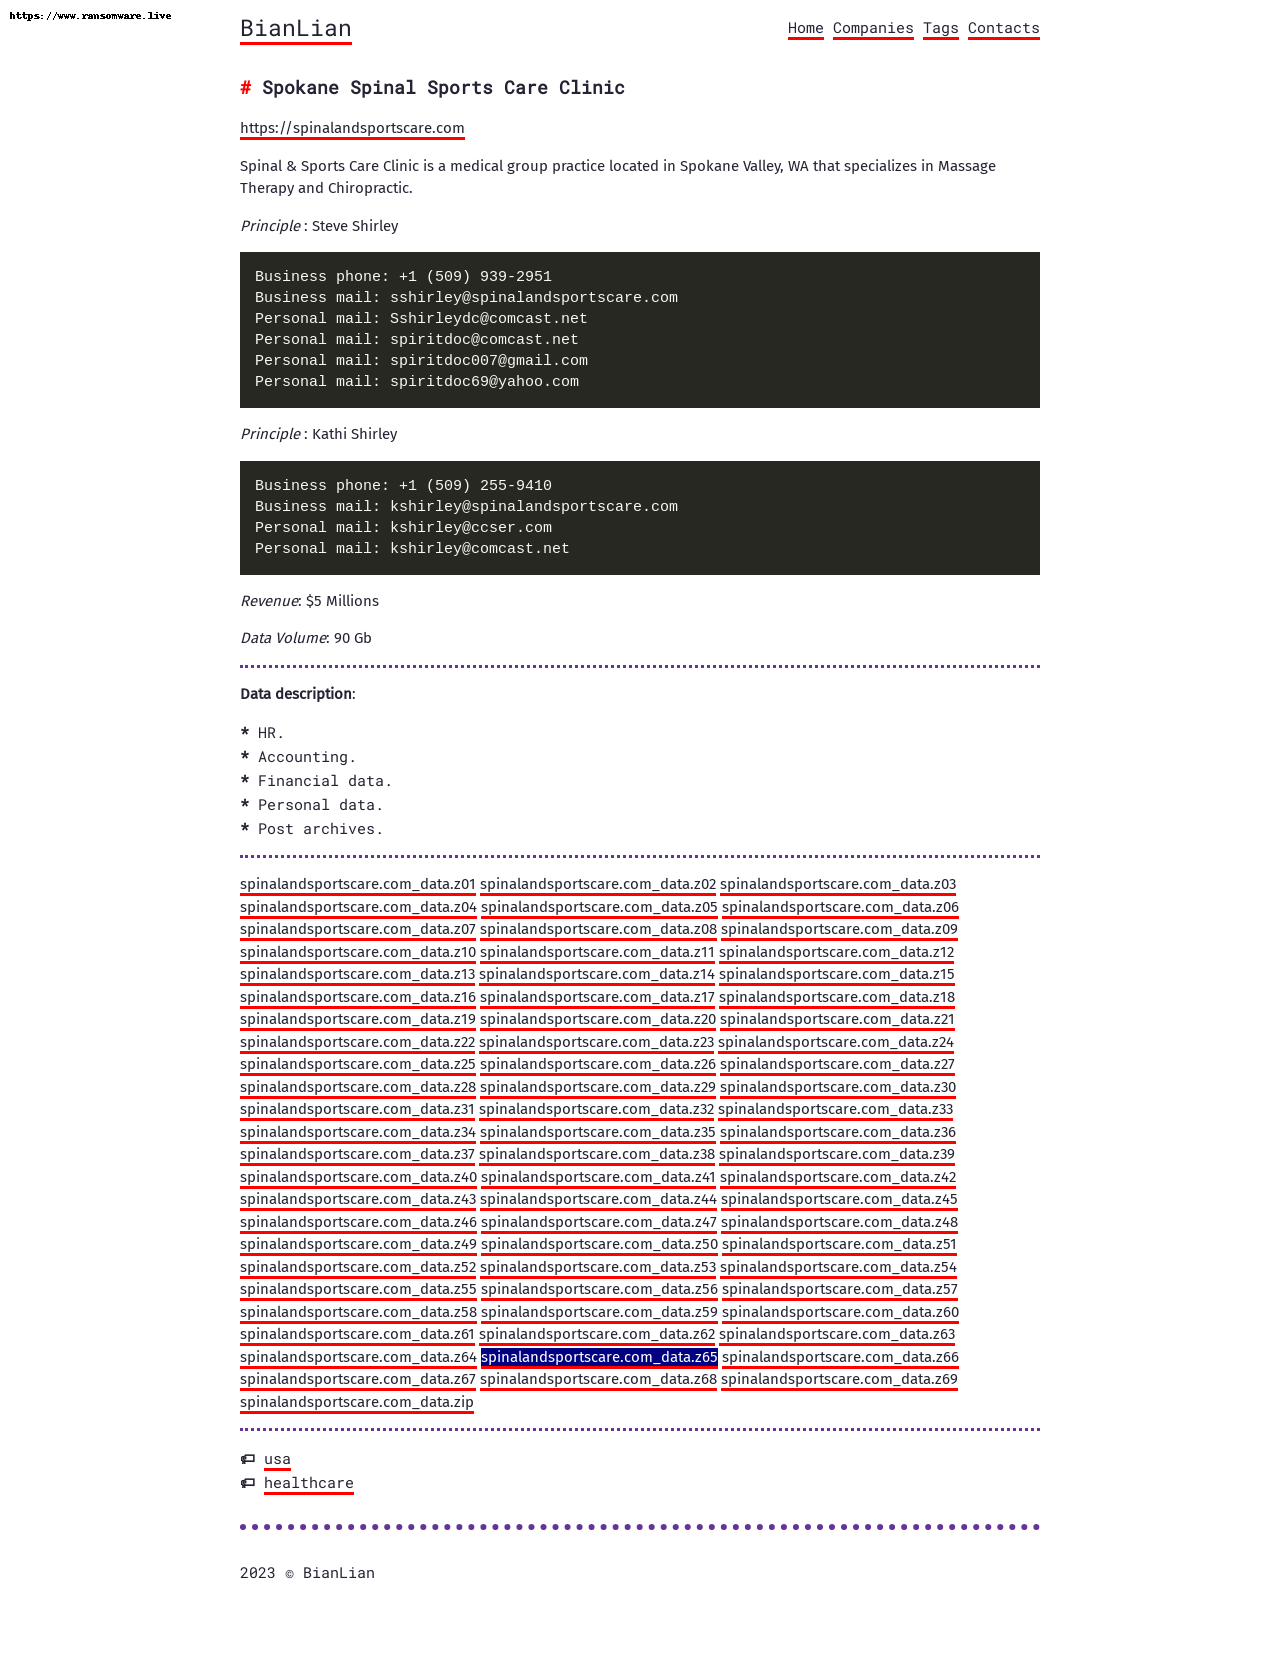 https://www.ransomware.live
BianLian
Home Companies Tags Contacts
# Spokane Spinal Sports Care Clinic
https://spinalandsportscare.com
Spinal & Sports Care Clinic is a medical group practice located in Spokane Valley, WA that specializes in Massage
Therapy and Chiropractic.
Principle : Steve Shirley
Business phone: +1 (509) 939-2951
Business mail: sshirley@spinalandsportscare.com
Personal mail: Sshirleydc@comcast.net
Personal mail: spiritdoc@comcast.net
Personal mail: spiritdoc007@gmail.com
Personal mail: spiritdoc69@yahoo.com
Principle : Kathi Shirley
Business phone: +1 (509) 255-9410
Business mail: kshirley@spinalandsportscare.com
Personal mail: kshirley@ccser.com
Personal mail: kshirley@comcast.net
Revenue: $5 Millions
Data Volume: 90 Gb
Data description:
* HR.
* Accounting.
* Financial data.
* Personal data.
* Post archives.
spinalandsportscare.com_data.z01 spinalandsportscare.com_data.z02 spinalandsportscare.com_data.z03
spinalandsportscare.com_data.z04 spinalandsportscare.com_data.z05 spinalandsportscare.com_data.z06
spinalandsportscare.com_data.z07 spinalandsportscare.com_data.z08 spinalandsportscare.com_data.z09
spinalandsportscare.com_data.z10 spinalandsportscare.com_data.z11 spinalandsportscare.com_data.z12
spinalandsportscare.com_data.z13 spinalandsportscare.com_data.z14 spinalandsportscare.com_data.z15
spinalandsportscare.com_data.z16 spinalandsportscare.com_data.z17 spinalandsportscare.com_data.z18
spinalandsportscare.com_data.z19 spinalandsportscare.com_data.z20 spinalandsportscare.com_data.z21
spinalandsportscare.com_data.z22 spinalandsportscare.com_data.z23 spinalandsportscare.com_data.z24
spinalandsportscare.com_data.z25 spinalandsportscare.com_data.z26 spinalandsportscare.com_data.z27
spinalandsportscare.com_data.z28 spinalandsportscare.com_data.z29 spinalandsportscare.com_data.z30
spinalandsportscare.com_data.z31 spinalandsportscare.com_data.z32 spinalandsportscare.com_data.z33
spinalandsportscare.com_data.z34 spinalandsportscare.com_data.z35 spinalandsportscare.com_data.z36
spinalandsportscare.com_data.z37 spinalandsportscare.com_data.z38 spinalandsportscare.com_data.z39
spinalandsportscare.com_data.z40 spinalandsportscare.com_data.z41 spinalandsportscare.com_data.z42
spinalandsportscare.com_data.z43 spinalandsportscare.com_data.z44 spinalandsportscare.com_data.z45
spinalandsportscare.com_data.z46 spinalandsportscare.com_data.z47 spinalandsportscare.com_data.z48
spinalandsportscare.com_data.z49 spinalandsportscare.com_data.z50 spinalandsportscare.com_data.z51
spinalandsportscare.com_data.z52 spinalandsportscare.com_data.z53 spinalandsportscare.com_data.z54
spinalandsportscare.com_data.z55 spinalandsportscare.com_data.z56 spinalandsportscare.com_data.z57
spinalandsportscare.com_data.z58 spinalandsportscare.com_data.z59 spinalandsportscare.com_data.z60
spinalandsportscare.com_data.z61 spinalandsportscare.com_data.z62 spinalandsportscare.com_data.z63
spinalandsportscare.com_data.z64 spinalandsportscare.com_data.z65 spinalandsportscare.com_data.z66
spinalandsportscare.com_data.z67 spinalandsportscare.com_data.z68 spinalandsportscare.com_data.z69
spinalandsportscare.com_data.zip
usa
healthcare
2023 © BianLian